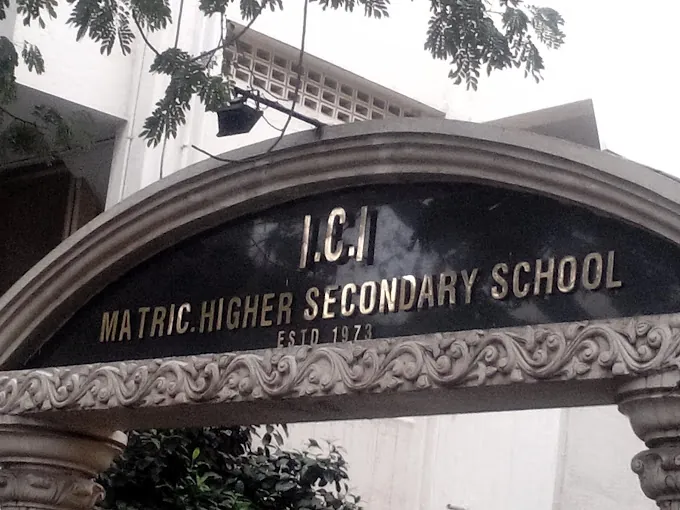 I.C.I
MATRIC.HIGHER SECONDARY SCHOOL
ESTD 1973